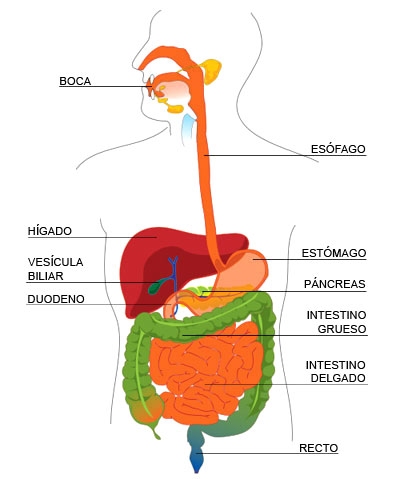 BOCA
ESÓFAGO
HÍGADO
ESTÓMAGO
VESÍCULA
BILIAR
PÁNCREAS
DUODENO
INTESTINO
GRUESO
INTESTINO
DELGADO
RECTO